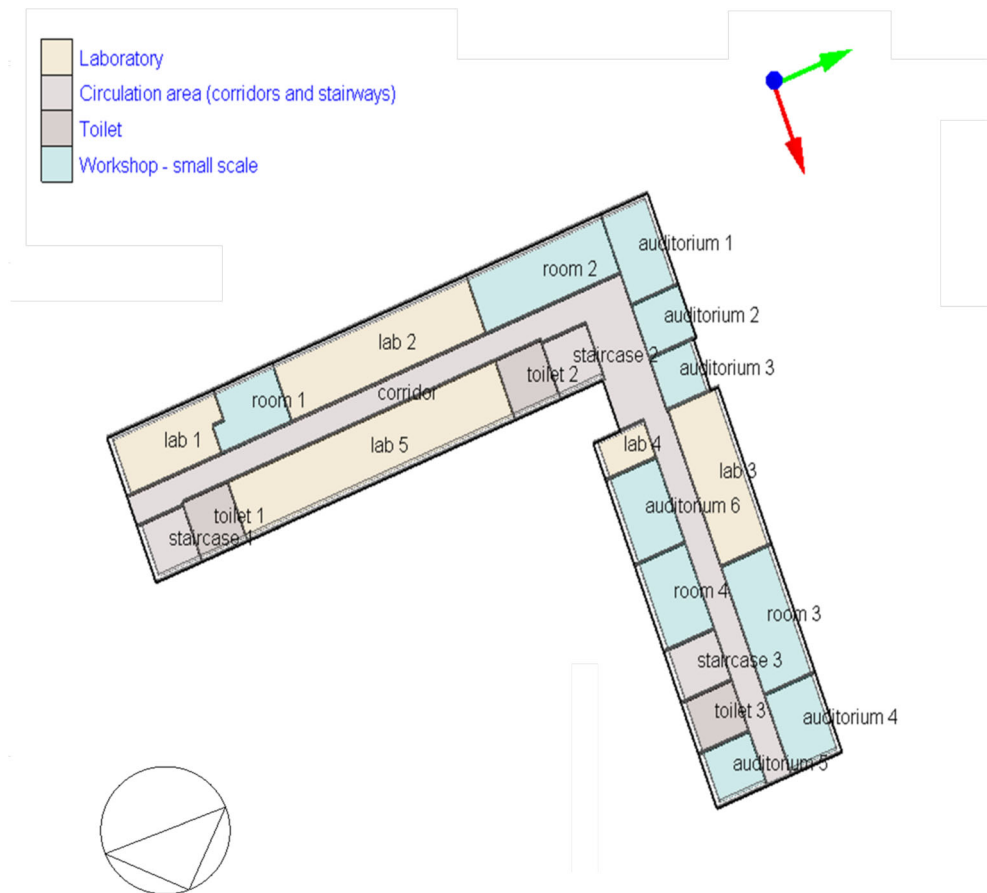 Laboratory
Circulation area (corridors and stairways)
Toilet
Workshop - small scale
auditorium 1
room 2
auditorium 2
lab 2
staircase 2
auditorium 3
toilet 2
corridor
room 1
lab 1
lab 5
lab 4
lab 3
auditorium 6
toilet 1
staircase 1
room 4
room 3
staircase 3
toilet 3
auditorium 4
auditorium 5